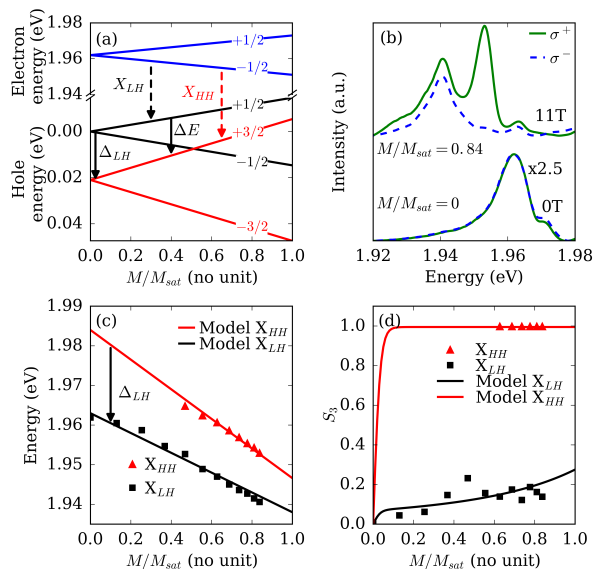 (a)
Electron
energy (eV)
1.98
1.96
1.94
+1/2
−1/2
X_LH
X_HH
+1/2
ΔE
+3/2
Δ_LH
−1/2
−3/2
Hole
energy (eV)
0.00
0.02
0.04
0.0 0.2 0.4 0.6 0.8 1.0
M/M_sat (no unit)
(b)
σ⁺
σ⁻
Intensity (a.u.)
11T
M/M_sat = 0.84
x2.5
M/M_sat = 0
0T
1.92 1.94 1.96 1.98
Energy (eV)
(c)
Model X_HH
Model X_LH
Energy (eV)
1.99
1.98
1.96
1.95
1.94
Δ_LH
X_HH
X_LH
0.0 0.2 0.4 0.6 0.8 1.0
M/M_sat (no unit)
(d)
S₃
1.0
0.8
0.6
0.4
0.2
0.0
X_HH
X_LH
Model X_LH
Model X_HH
0.0 0.2 0.4 0.6 0.8 1.0
M/M_sat (no unit)